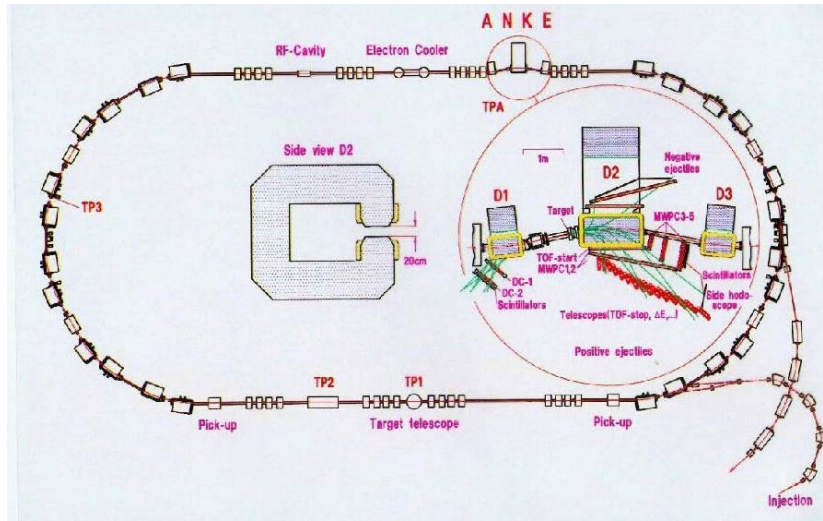 A N K E
RF-Cavity
Electron Cooler
TPA
Side view D2
1m
D2
Negative
ejectiles
D1
D3
Target
MWPC3-5
TP3
20cm
TOF-start
MWPC1,2
DC-1
DC-2
Scintillators
Scintillators
Side hodo-
scope
Telescopes(TOF-stop, ΔE,...)
Positive ejectiles
TP2
TP1
Pick-up
Target telescope
Pick-up
Injection